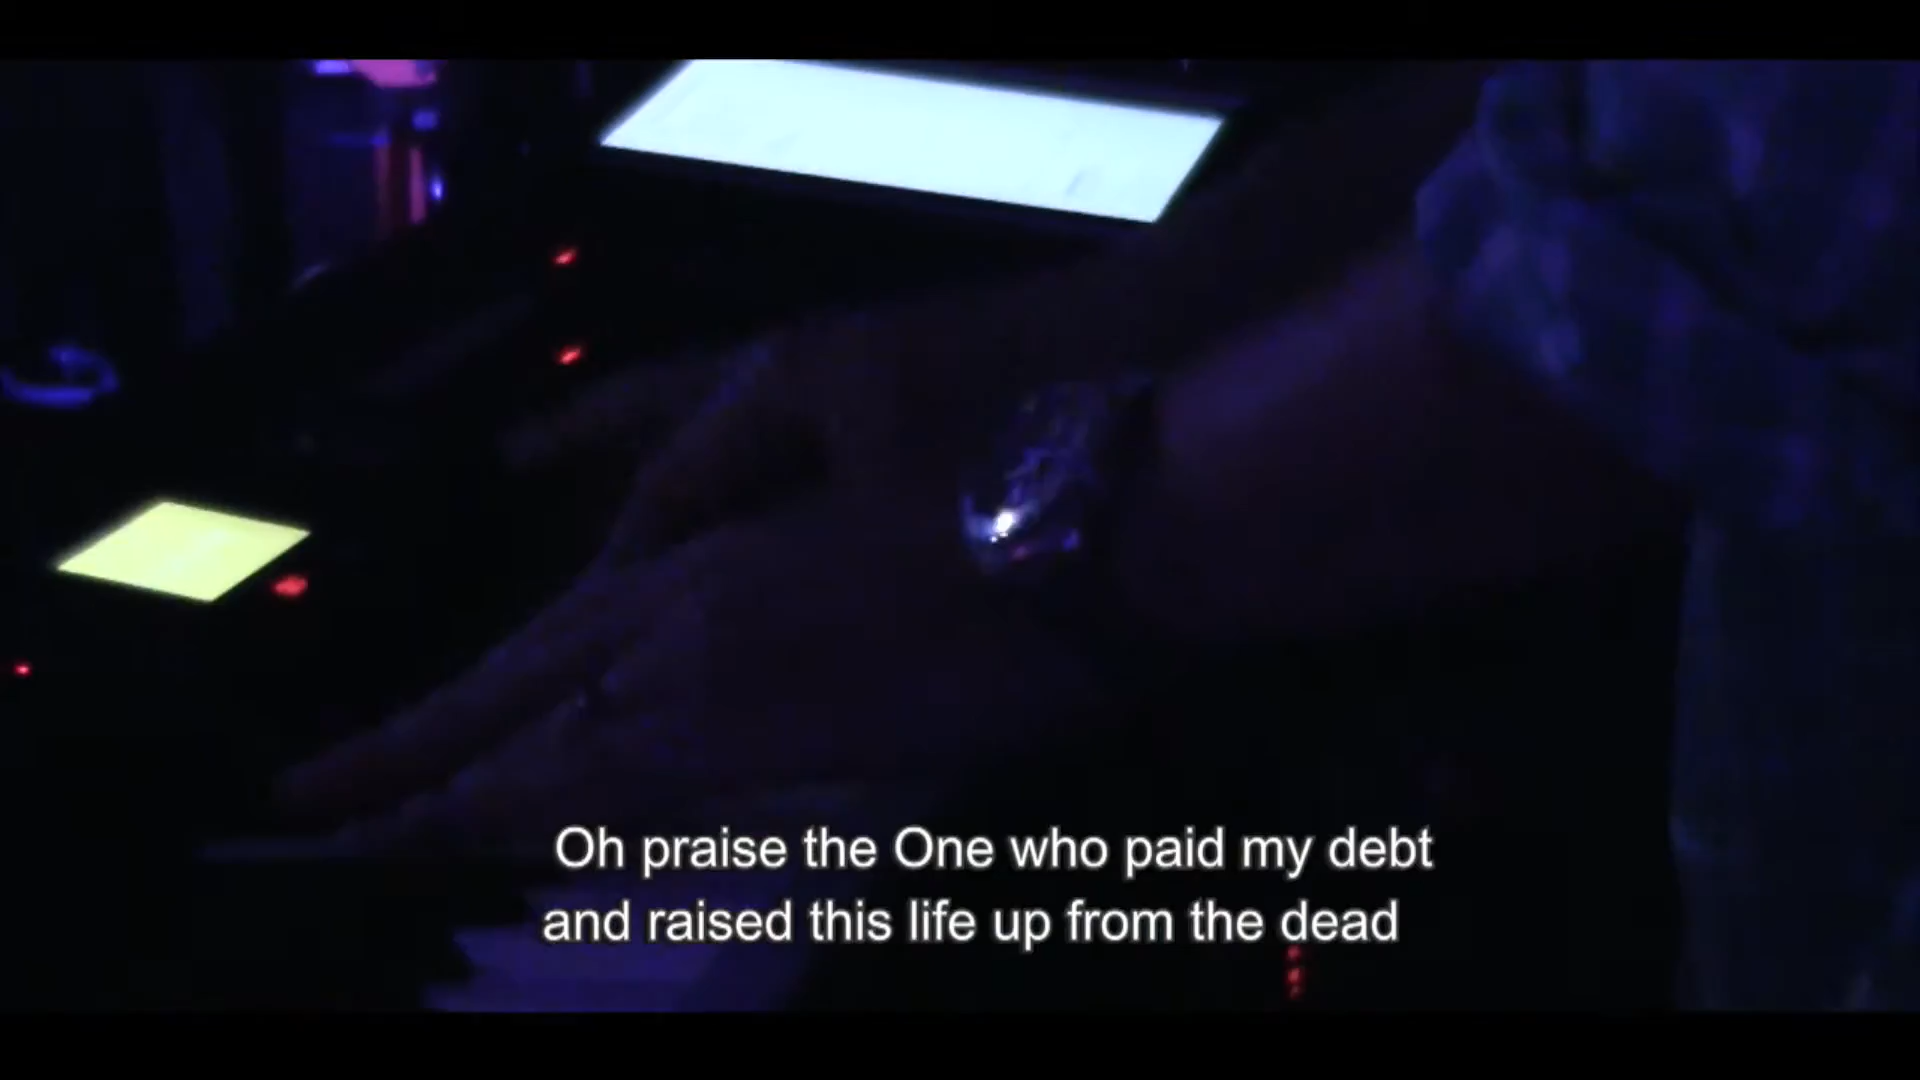 Oh praise the One who paid my debt
and raised this life up from the dead